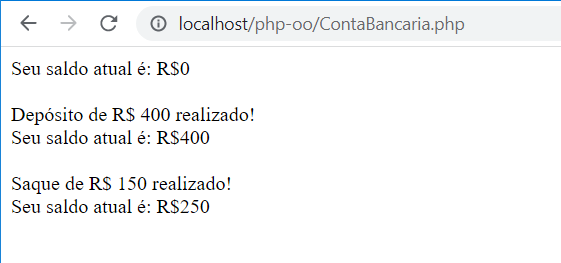 localhost/php-oo/ContaBancaria.php
Seu saldo atual é: R$0
Depósito de R$ 400 realizado!
Seu saldo atual é: R$400
Saque de R$ 150 realizado!
Seu saldo atual é: R$250